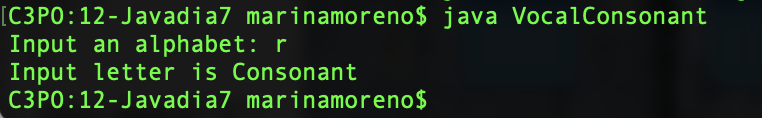 [C3PO:12-Javadia7 marinamoreno$ java VocalConsonant
Input an alphabet: r
Input letter is Consonant
C3PO:12-Javadia7 marinamoreno$